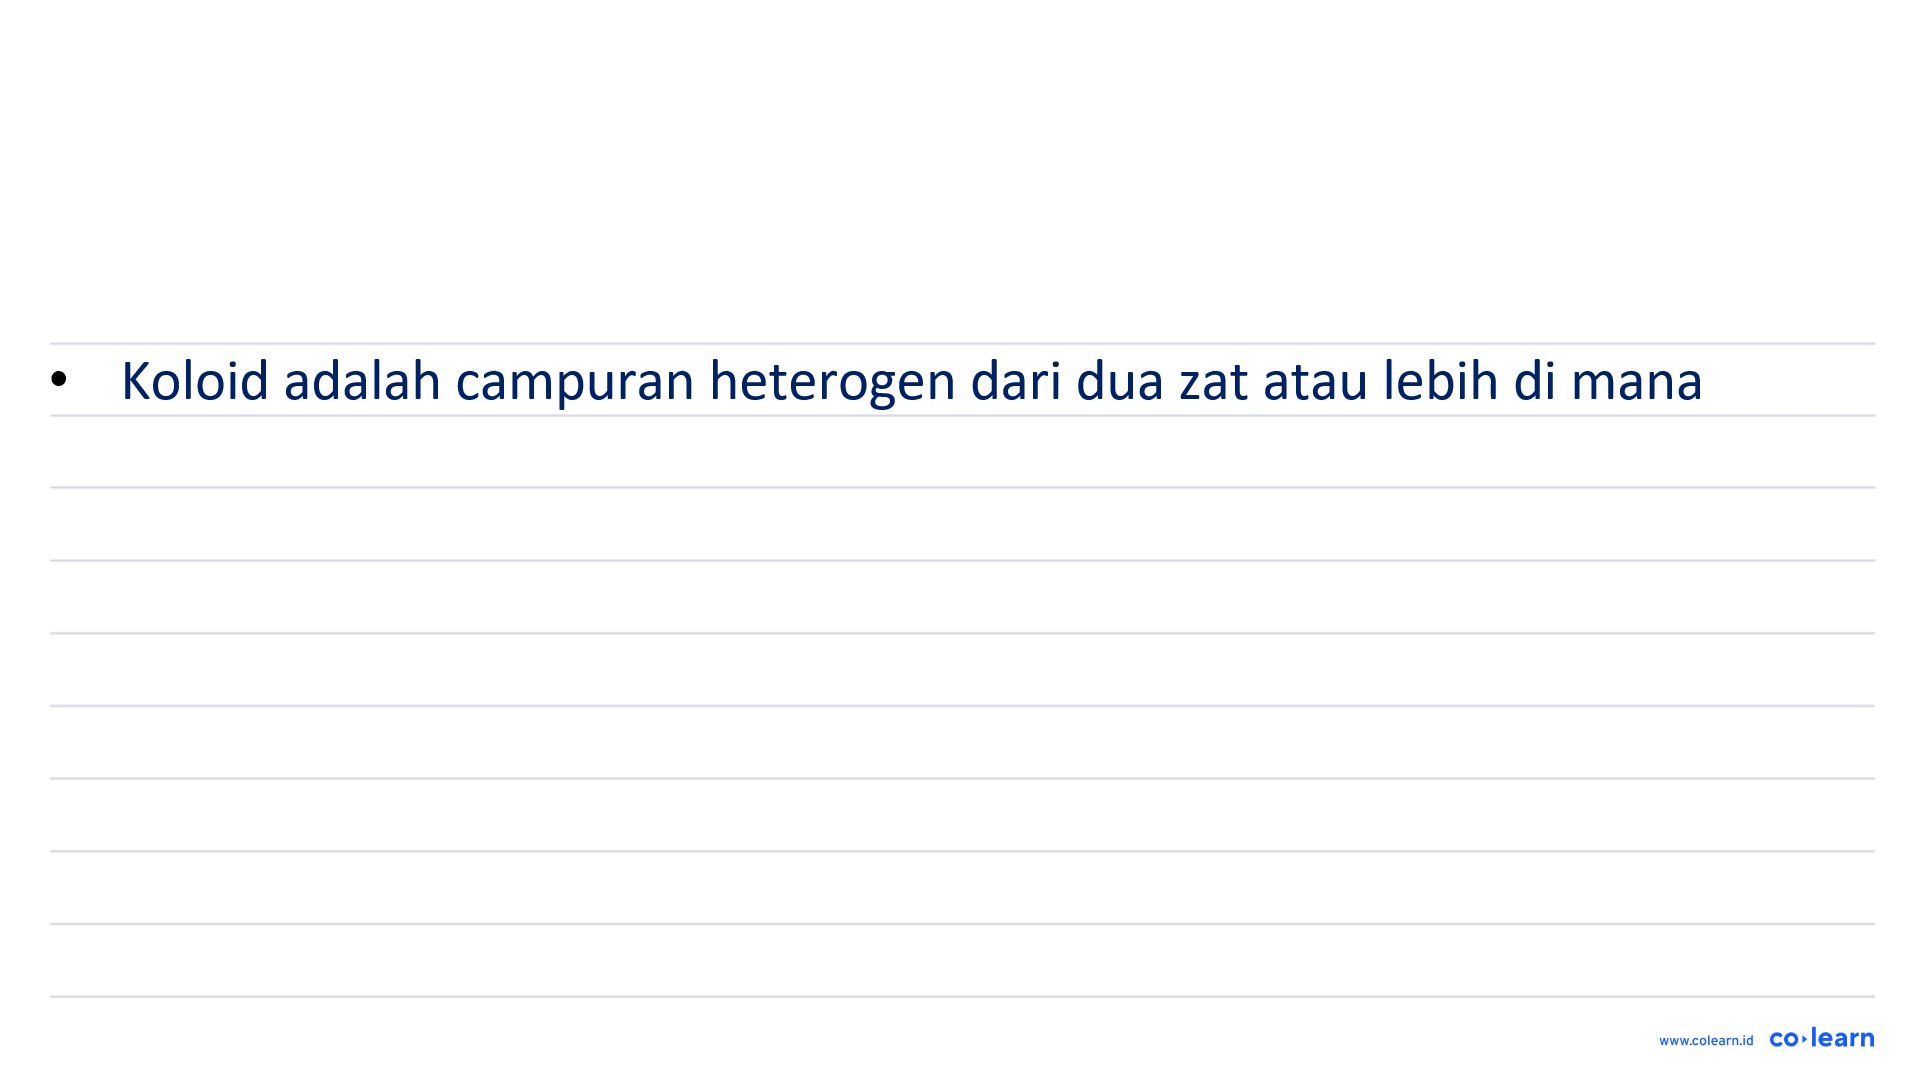 • Koloid adalah campuran heterogen dari dua zat atau lebih di mana
www.colearn.id co·learn